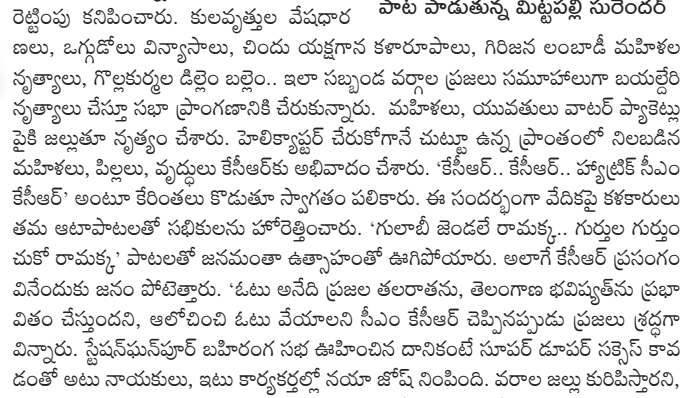 పాట పాడుతున్న మిట్టపల్లి సురేందర్
రెట్టింపు కనిపించారు. కులవృత్తుల వేషధార
ణలు, ఒగ్గుడోలు విన్యాసాలు, చిందు యక్షగాన కళారూపాలు, గిరిజన లంబాడీ మహిళల
నృత్యాలు, గొల్లకుర్మల డిల్లెం బల్లెం.. ఇలా సబ్బండ వర్గాల ప్రజలు సమూహాలుగా బయల్దేరి
నృత్యాలు చేస్తూ సభా ప్రాంగణానికి చేరుకున్నారు. మహిళలు, యువతులు వాటర్ ప్యాకెట్లు
పైకి జల్లుతూ నృత్యం చేశారు. హెలిక్యాప్టర్ చేరుకోగానే చుట్టూ ఉన్న ప్రాంతంలో నిలబడిన
మహిళలు, పిల్లలు, వృద్ధులు కేసీఆర్‌కు అభివాదం చేశారు. ‘కేసీఆర్.. కేసీఆర్.. హ్యాట్రిక్ సీఎం
కేసీఆర్’ అంటూ కేరింతలు కొడుతూ స్వాగతం పలికారు. ఈ సందర్భంగా వేదికపై కళకారులు
తమ ఆటాపాటలతో సభికులను హోరెత్తించారు. ‘గులాబీ జెండలే రామక్క.. గుర్తుల గుర్తుం
చుకో రామక్క’ పాటలతో జనమంతా ఉత్సాహంతో ఊగిపోయారు. అలాగే కేసీఆర్ ప్రసంగం
వినేందుకు జనం పోటెత్తారు. ‘ఓటు అనేది ప్రజల తలరాతను, తెలంగాణ భవిష్యత్‌ను ప్రభా
వితం చేస్తుందని, ఆలోచించి ఓటు వేయాలని సీఎం కేసీఆర్ చెప్పినప్పుడు ప్రజలు శ్రద్ధగా
విన్నారు. స్టేషన్‌ఘన్‌పూర్ బహిరంగ సభ ఊహించిన దానికంటే సూపర్ డూపర్ సక్సెస్ కావ
డంతో అటు నాయకులు, ఇటు కార్యకర్తల్లో నయా జోష్ నింపింది. వరాల జల్లు కురిపిస్తారని,